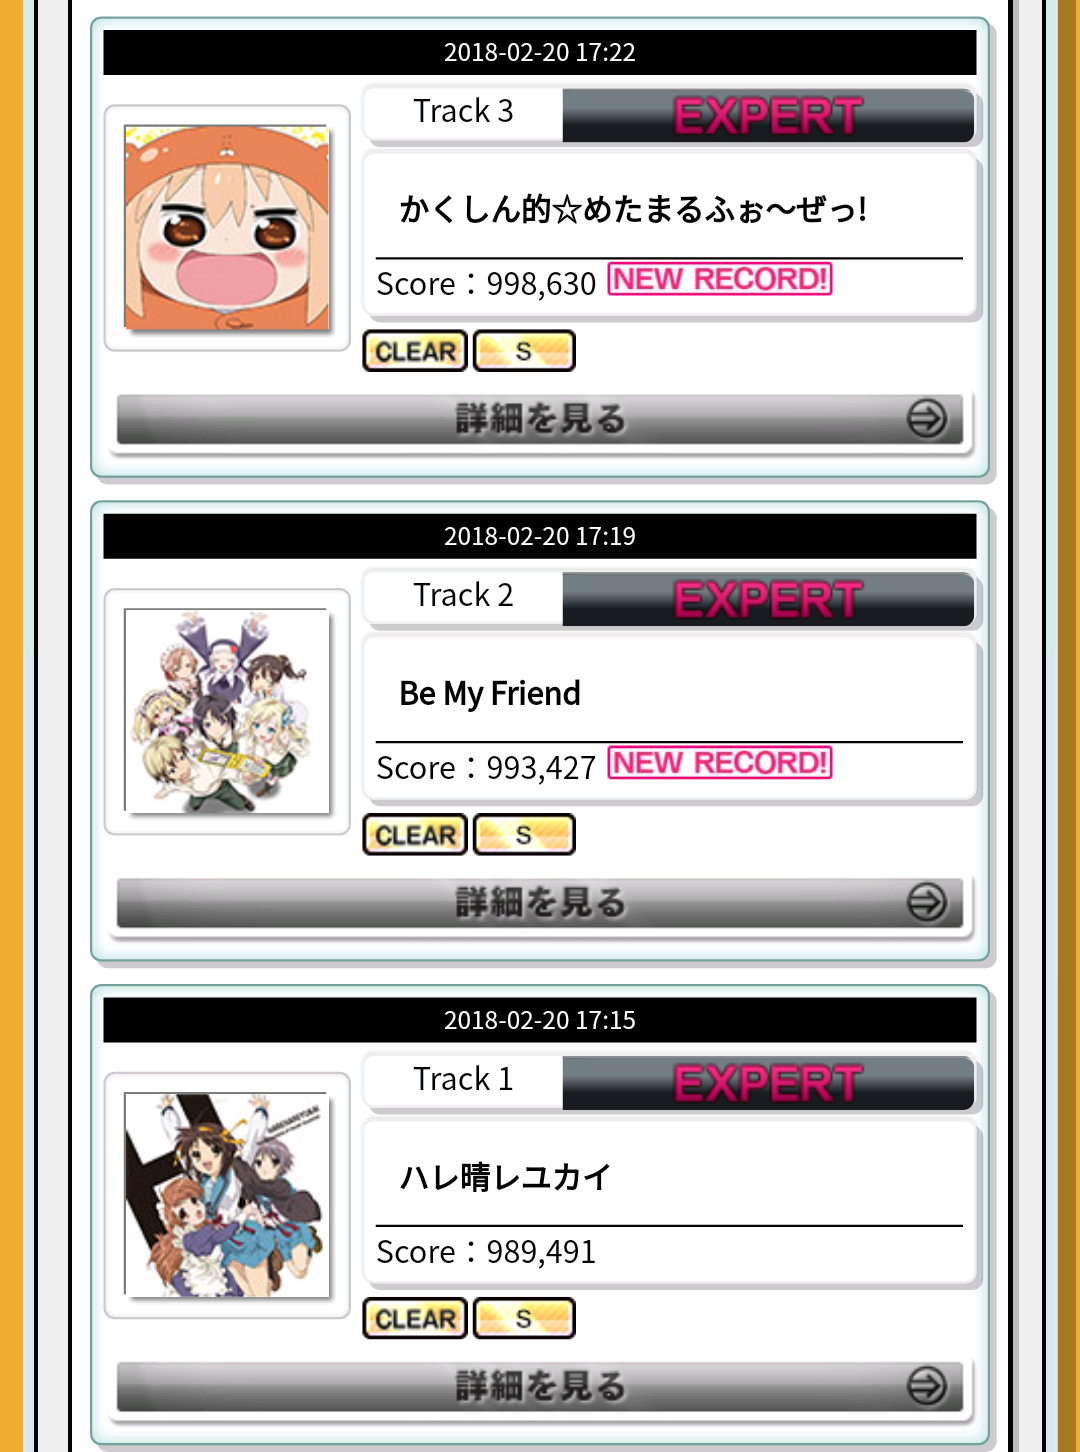 2018-02-20 17:22
Track 3 EXPERT
かくしん的☆めたまるふぉ～ぜっ!
Score：998,630 NEW RECORD!
CLEAR S
詳細を見る
2018-02-20 17:19
Track 2 EXPERT
Be My Friend
Score：993,427 NEW RECORD!
CLEAR S
詳細を見る
2018-02-20 17:15
Track 1 EXPERT
ハレ晴レユカイ
Score：989,491
CLEAR S
詳細を見る